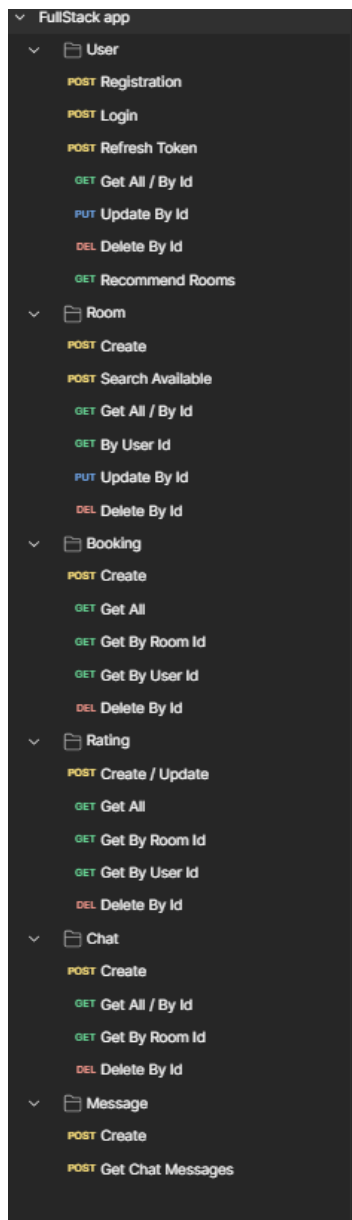 FullStack app
User
POST Registration
POST Login
POST Refresh Token
GET Get All / By Id
PUT Update By Id
DEL Delete By Id
GET Recommend Rooms
Room
POST Create
POST Search Available
GET Get All / By Id
GET By User Id
PUT Update By Id
DEL Delete By Id
Booking
POST Create
GET Get All
GET Get By Room Id
GET Get By User Id
DEL Delete By Id
Rating
POST Create / Update
GET Get All
GET Get By Room Id
GET Get By User Id
DEL Delete By Id
Chat
POST Create
GET Get All / By Id
GET Get By Room Id
DEL Delete By Id
Message
POST Create
POST Get Chat Messages